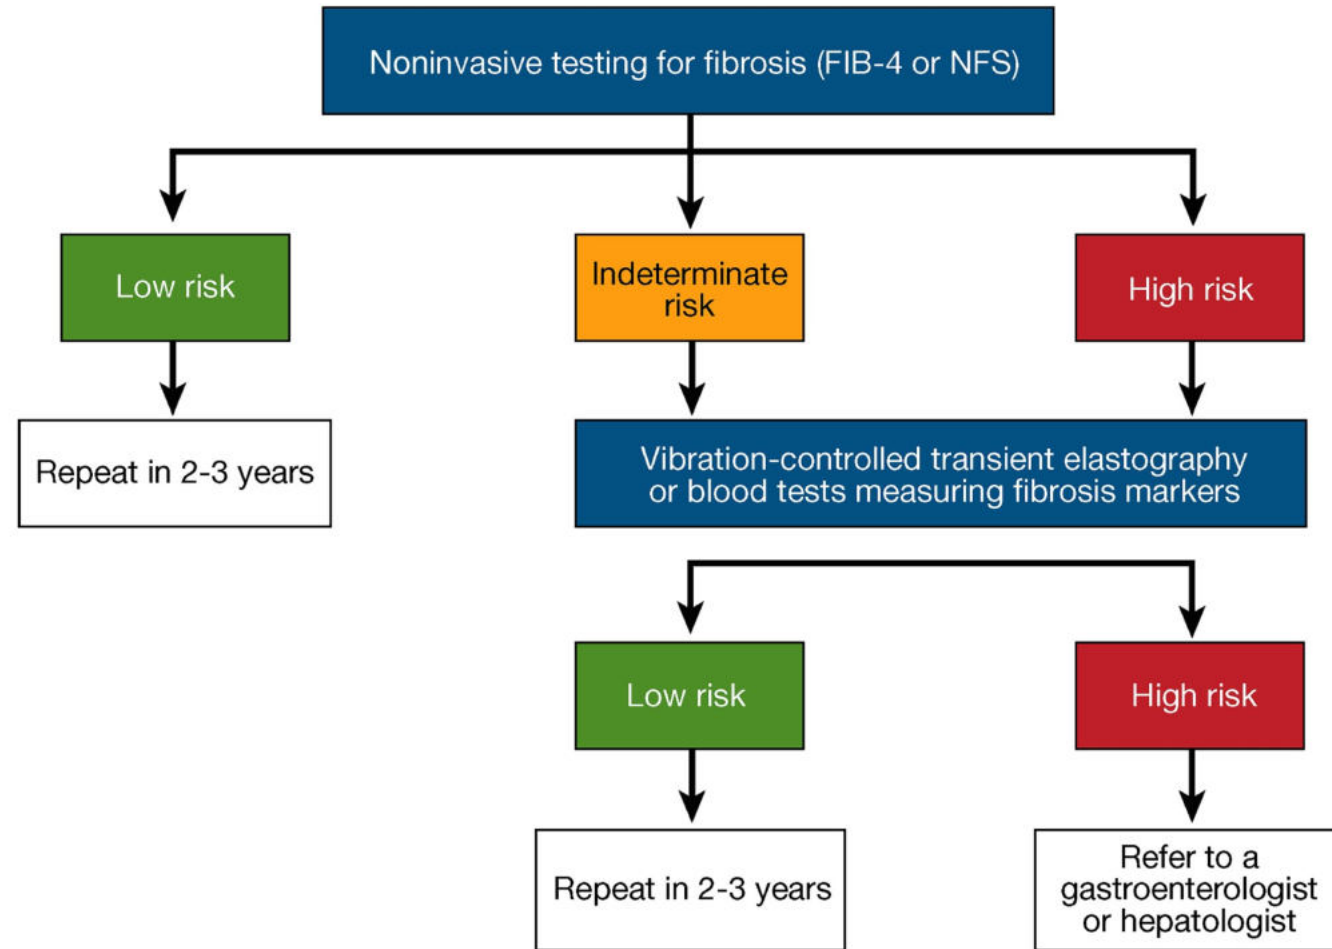 Noninvasive testing for fibrosis (FIB-4 or NFS)
Low risk
Indeterminate
risk
High risk
Repeat in 2-3 years
Vibration-controlled transient elastography
or blood tests measuring fibrosis markers
Low risk
High risk
Repeat in 2-3 years
Refer to a
gastroenterologist
or hepatologist